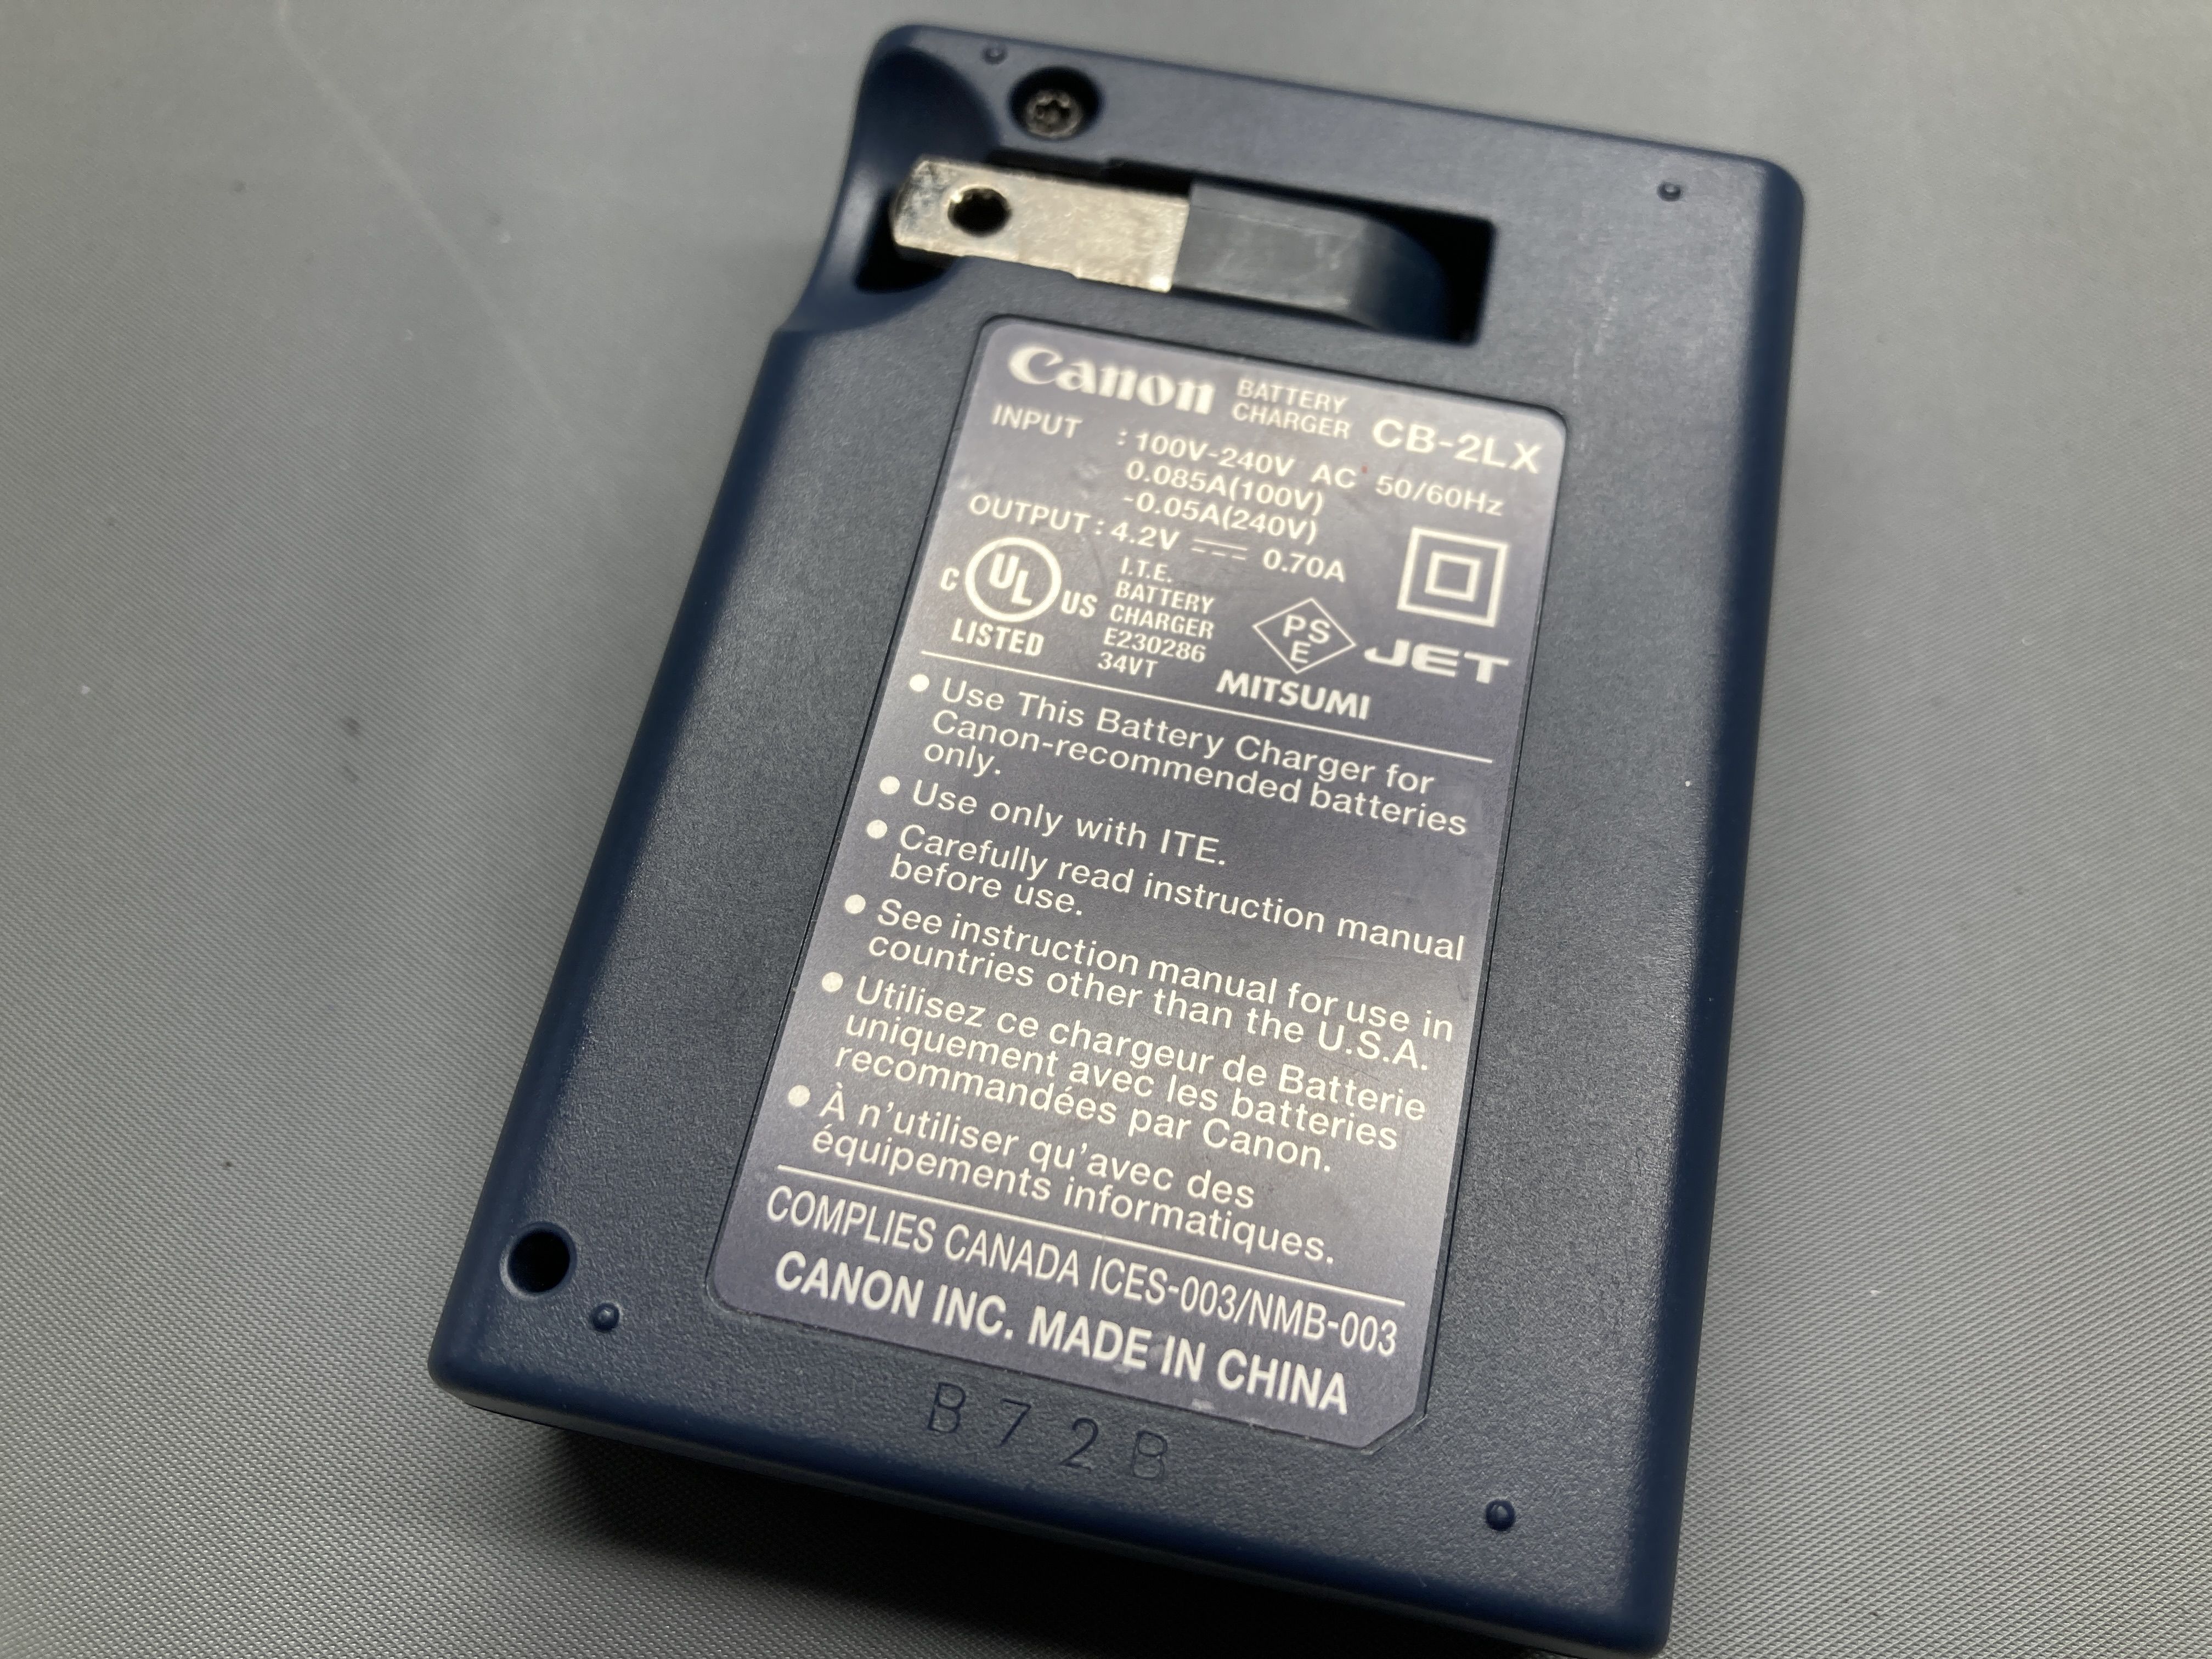 Canon BATTERY CHARGER CB-2LX
INPUT : 100V-240V AC 50/60Hz
0.085A(100V)
-0.05A(240V)
OUTPUT : 4.2V ⎓ 0.70A
C UL US
LISTED
I.T.E.
BATTERY
CHARGER
E230286
34VT
PSE JET
MITSUMI
● Use This Battery Charger for
Canon-recommended batteries
only.
● Use only with ITE.
● Carefully read instruction manual
before use.
● See instruction manual for use in
countries other than the U.S.A.
● Utilisez ce chargeur de Batterie
uniquement avec les batteries
recommandées par Canon.
● À n'utiliser qu'avec des
équipements informatiques.
COMPLIES CANADA ICES-003/NMB-003
CANON INC. MADE IN CHINA
B 7 2 B